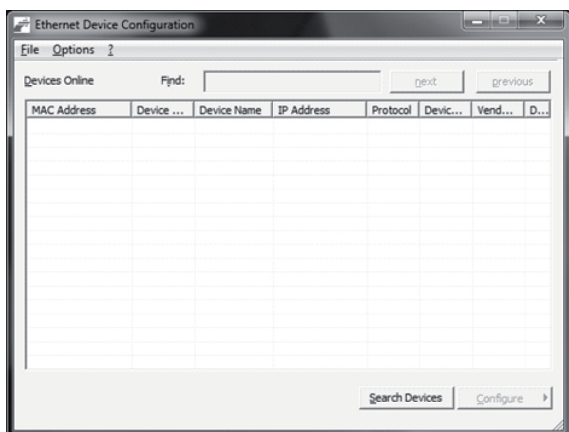 Ethernet Device Configuration
File Options ?
Devices Online Find: next previous
MAC Address Device ... Device Name IP Address Protocol Devic... Vend... D...
Search Devices Configure